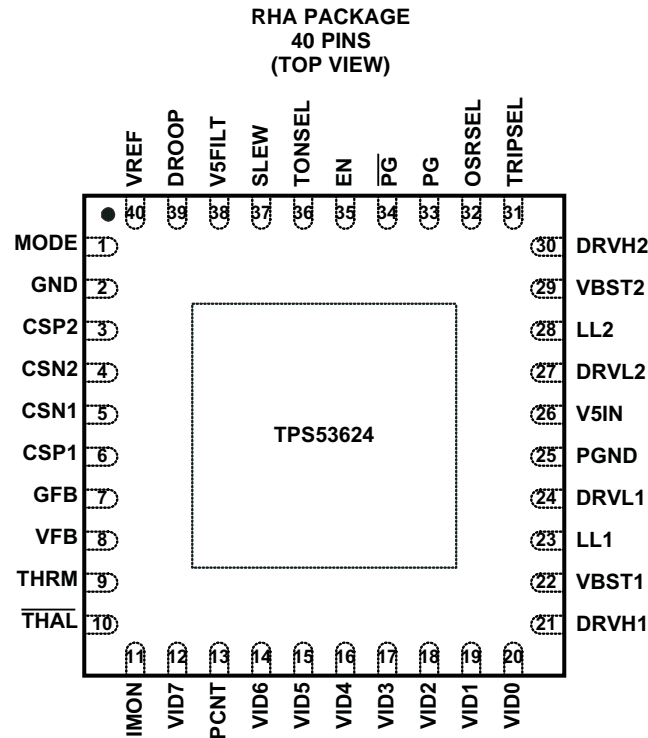 RHA PACKAGE
40 PINS
(TOP VIEW)
VREF
DROOP
V5FILT
SLEW
TONSEL
EN
P̅G̅
PG
OSRSEL
TRIPSEL
40 39 38 37 36 35 34 33 32 31
MODE 1
GND 2
CSP2 3
CSN2 4
CSN1 5
CSP1 6
GFB 7
VFB 8
THRM 9
T̅H̅A̅L̅ 10
TPS53624
30 DRVH2
29 VBST2
28 LL2
27 DRVL2
26 V5IN
25 PGND
24 DRVL1
23 LL1
22 VBST1
21 DRVH1
11 12 13 14 15 16 17 18 19 20
IMON
VID7
PCNT
VID6
VID5
VID4
VID3
VID2
VID1
VID0